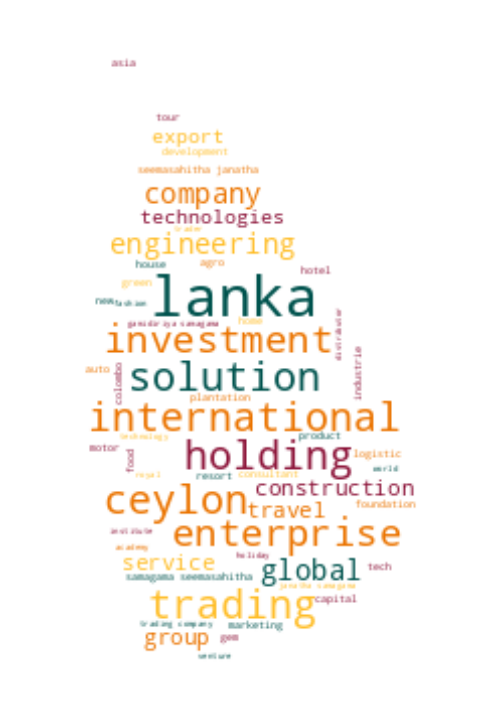 asia
tour
export
development
seemasahitha janatha
company
technologies
trader
engineering
house
agro
hotel
green
lanka
new
fashion
gamidiriya samagama
home
distributor
investment
solution
auto
colombo
industrie
plantation
international
technology
product
motor
food
holding
logistic
world
royal
resort
consultant
construction
ceylon
travel
foundation
institute
enterprise
academy
holiday
service
global
tech
samagama seemasahitha
janatha samagama
trading
capital
trading company
marketing
group
gem
venture